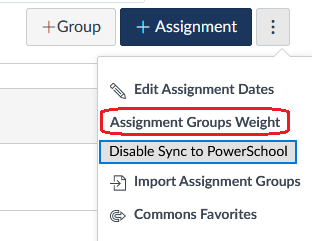 +Group
+ Assignment
Edit Assignment Dates
Assignment Groups Weight
Disable Sync to PowerSchool
Import Assignment Groups
Commons Favorites